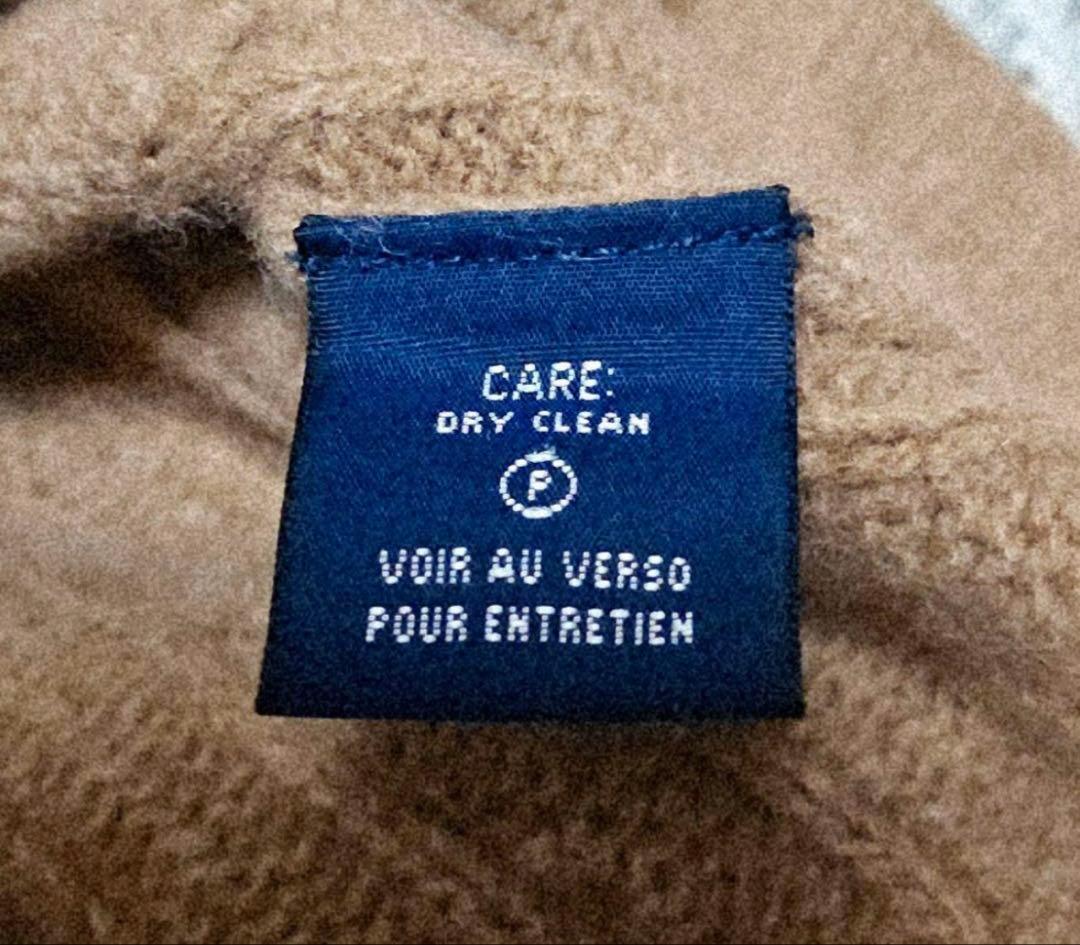 CARE:
DRY CLEAN
P
VOIR AU VERSO
POUR ENTRETIEN